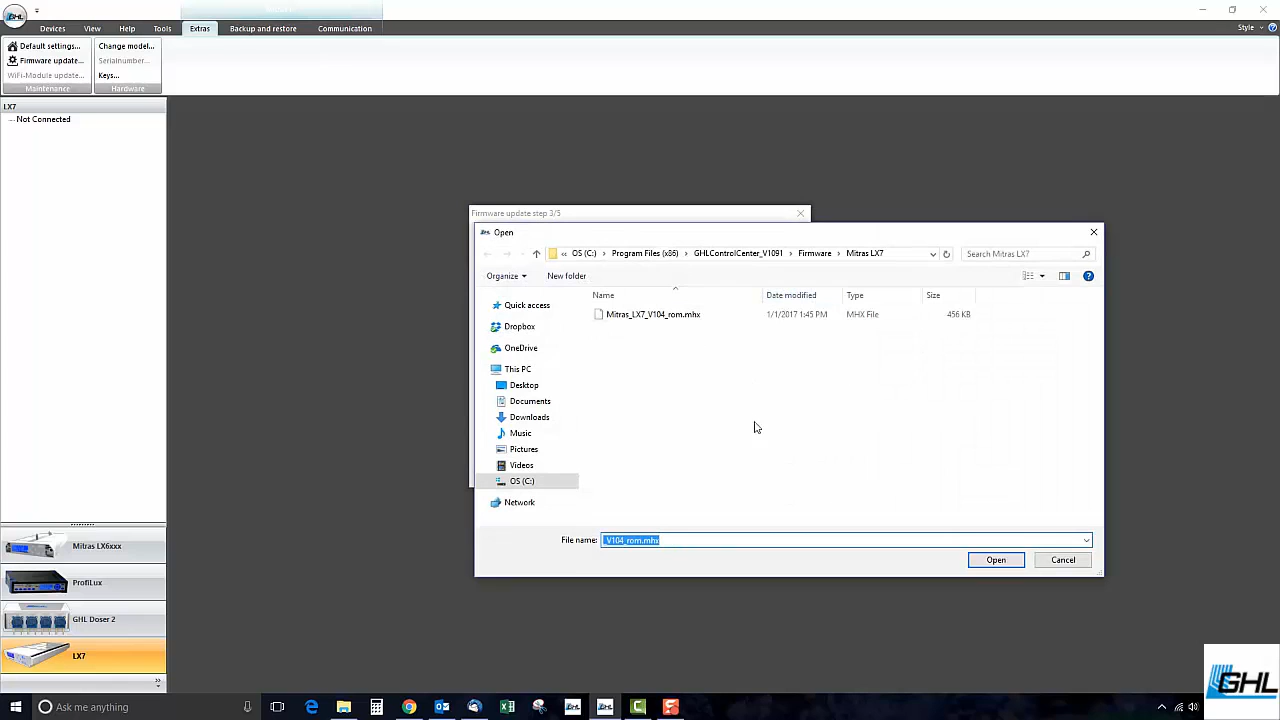 GHL
Devices View Help Tools Extras Backup and restore Communication Style
Default settings... Change model...
Firmware update... Serialnumber...
WiFi-Module update... Keys...
Maintenance Hardware
LX7
Not Connected
Firmware update step 3/5
Open
« OS (C:) › Program Files (x86) › GHLControlCenter_V1091 › Firmware › Mitras LX7 Search Mitras LX7
Organize New folder
Name Date modified Type Size
Mitras_LX7_V104_rom.mhx 1/1/2017 1:45 PM MHX File 456 KB
Quick access
Dropbox
OneDrive
This PC
Desktop
Documents
Downloads
Music
Pictures
Videos
OS (C:)
Network
File name: _V104_rom.mhx
Open Cancel
Mitras LX6xxx
ProfiLux
GHL Doser 2
LX7
Ask me anything
GHL